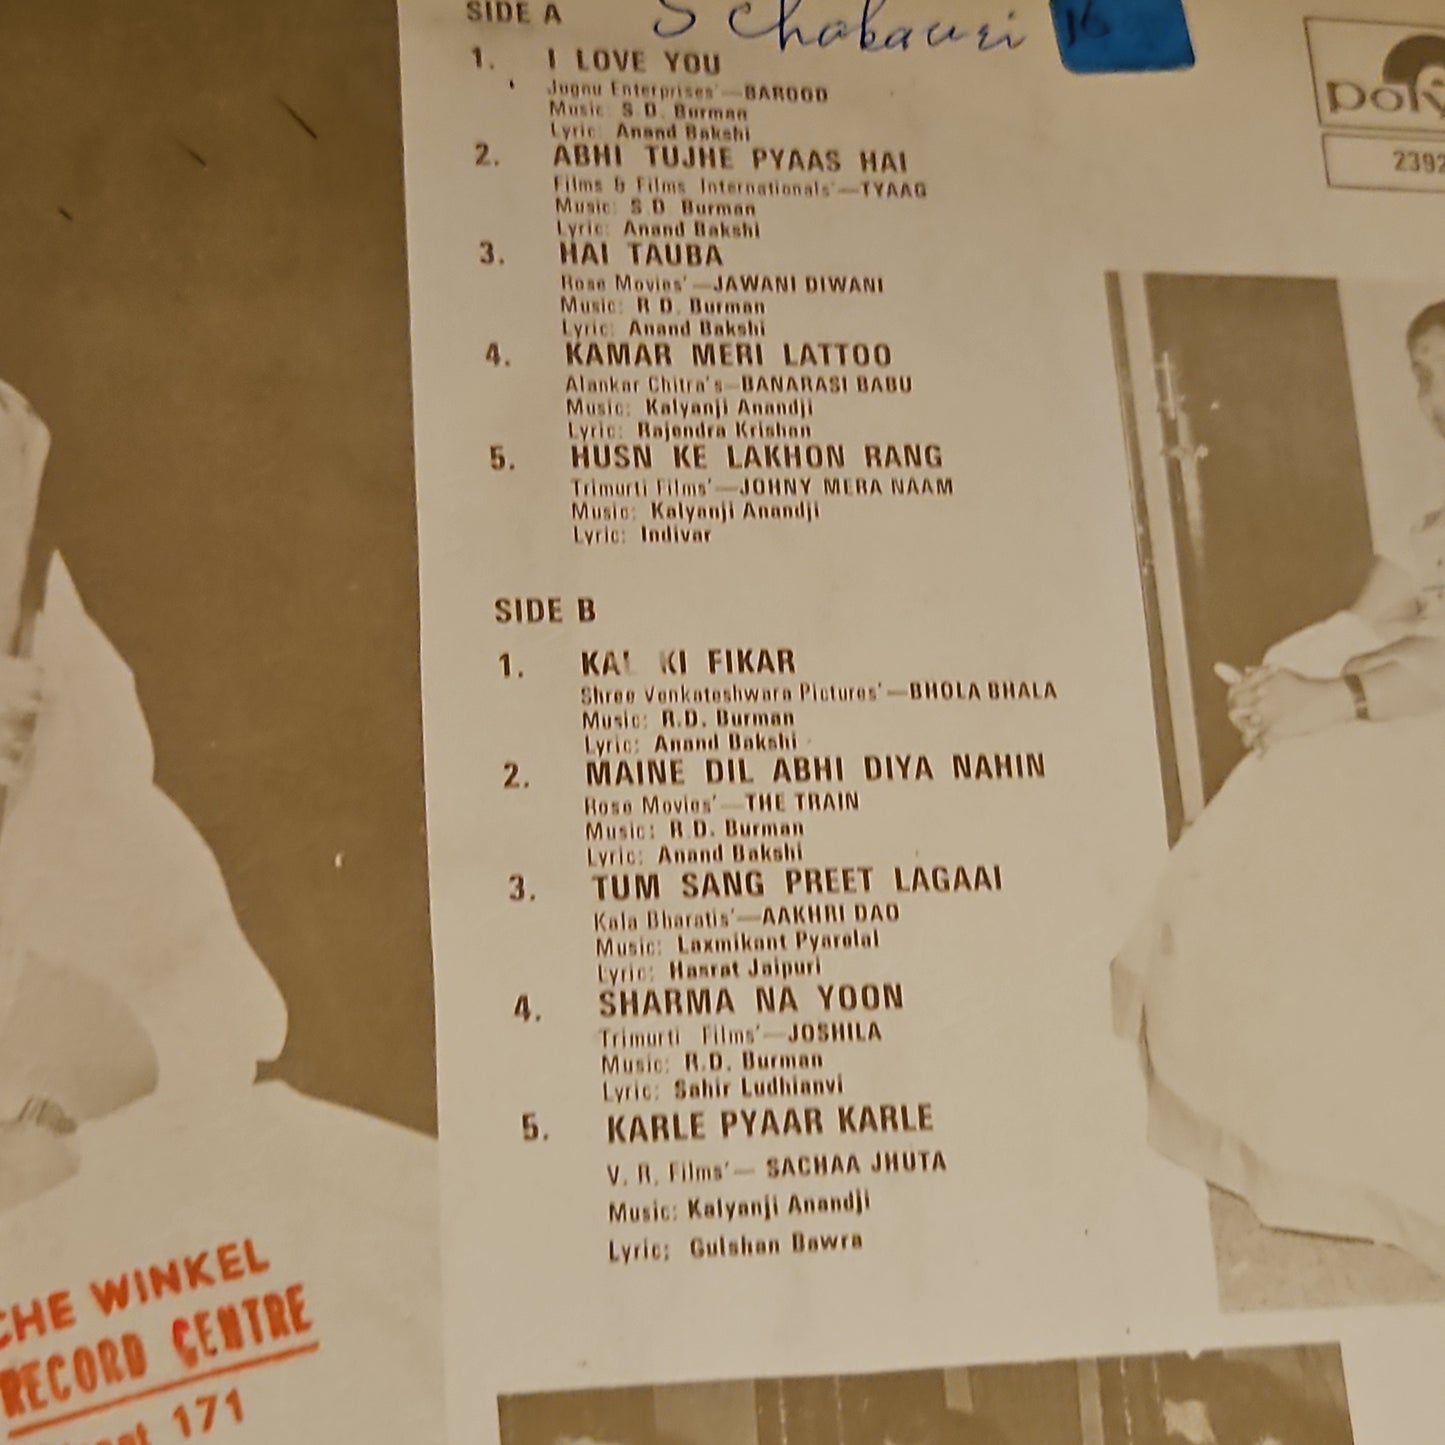 SIDE A
S Chakauri
16
1. I LOVE YOU
Jugnu Enterprises'—BAROOD
Music: S.D. Burman
Lyric: Anand Bakshi
2. ABHI TUJHE PYAAS HAI
Films & Films Internationals'—TYAAG
Music: S.D. Burman
Lyric: Anand Bakshi
3. HAI TAUBA
Rose Movies'—JAWANI DIWANI
Music: R.D. Burman
Lyric: Anand Bakshi
4. KAMAR MERI LATTOO
Alankar Chitra's—BANARASI BABU
Music: Kalyanji Anandji
Lyric: Rajendra Krishan
5. HUSN KE LAKHON RANG
Trimurti Films'—JOHNY MERA NAAM
Music: Kalyanji Anandji
Lyric: Indivar
SIDE B
1. KAL KI FIKAR
Shree Venkateshwara Pictures'—BHOLA BHALA
Music: R.D. Burman
Lyric: Anand Bakshi
2. MAINE DIL ABHI DIYA NAHIN
Rose Movies'—THE TRAIN
Music: R.D. Burman
Lyric: Anand Bakshi
3. TUM SANG PREET LAGAAI
Kala Bharatis'—AAKHRI DAO
Music: Laxmikant Pyarelal
Lyric: Hasrat Jaipuri
4. SHARMA NA YOON
Trimurti Films'—JOSHILA
Music: R.D. Burman
Lyric: Sahir Ludhianvi
5. KARLE PYAAR KARLE
V. R. Films'— SACHAA JHUTA
Music: Kalyanji Anandji
Lyric: Gulshan Bawra
poly
2392
CHE WINKEL
RECORD CENTRE
171